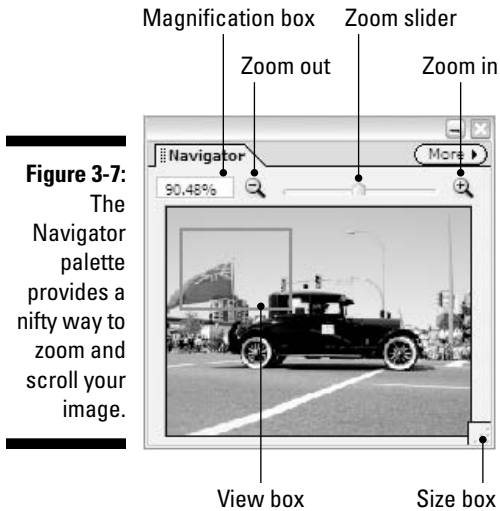 Magnification box
Zoom slider
Zoom out
Zoom in
Navigator
More
90.48%
Figure 3-7:
The
Navigator
palette
provides a
nifty way to
zoom and
scroll your
image.
View box
Size box